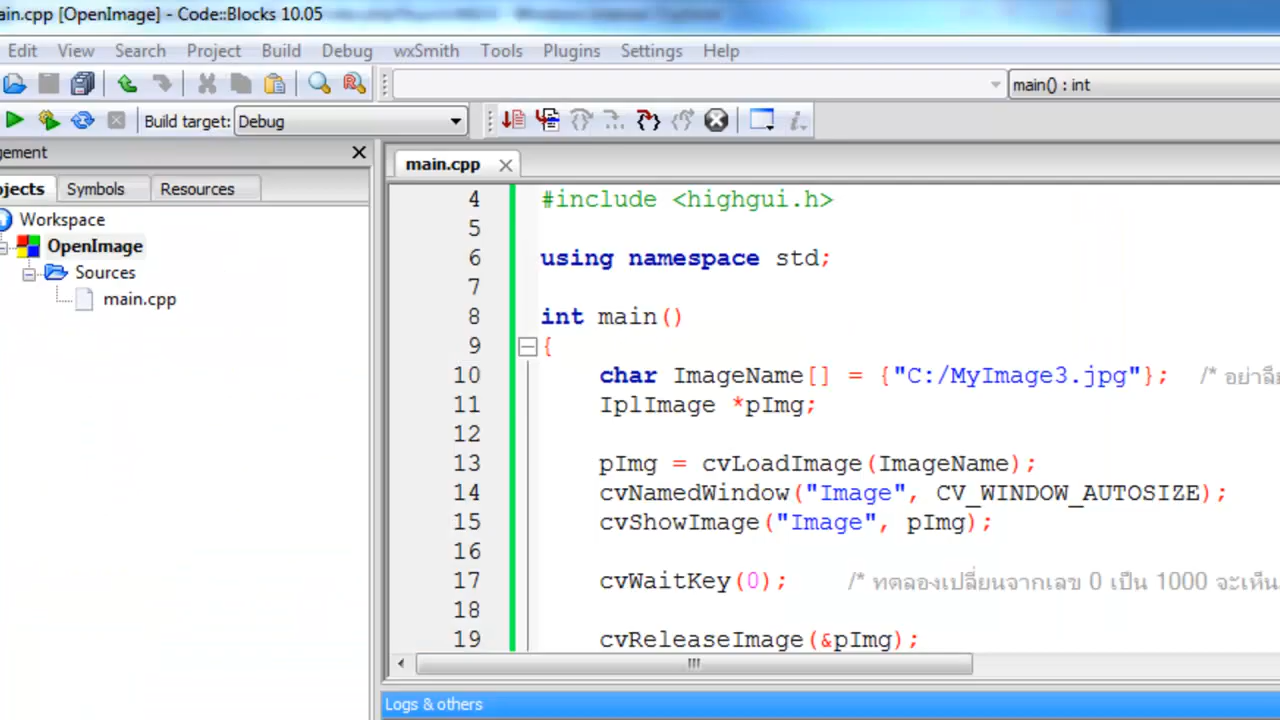 ain.cpp [OpenImage] - Code::Blocks 10.05
Edit View Search Project Build Debug wxSmith Tools Plugins Settings Help
main() : int
Build target: Debug
gement
main.cpp
ojects Symbols Resources
Workspace
OpenImage
Sources
main.cpp
4 #include <highgui.h>
5
6 using namespace std;
7
8 int main()
9 {
10 char ImageName[] = {"C:/MyImage3.jpg"}; /* อย่าลืม
11 IplImage *pImg;
12
13 pImg = cvLoadImage(ImageName);
14 cvNamedWindow("Image", CV_WINDOW_AUTOSIZE);
15 cvShowImage("Image", pImg);
16
17 cvWaitKey(0); /* ทดลองเปลี่ยนจากเลข 0 เป็น 1000 จะเห็น
18
19 cvReleaseImage(&pImg);
Logs & others